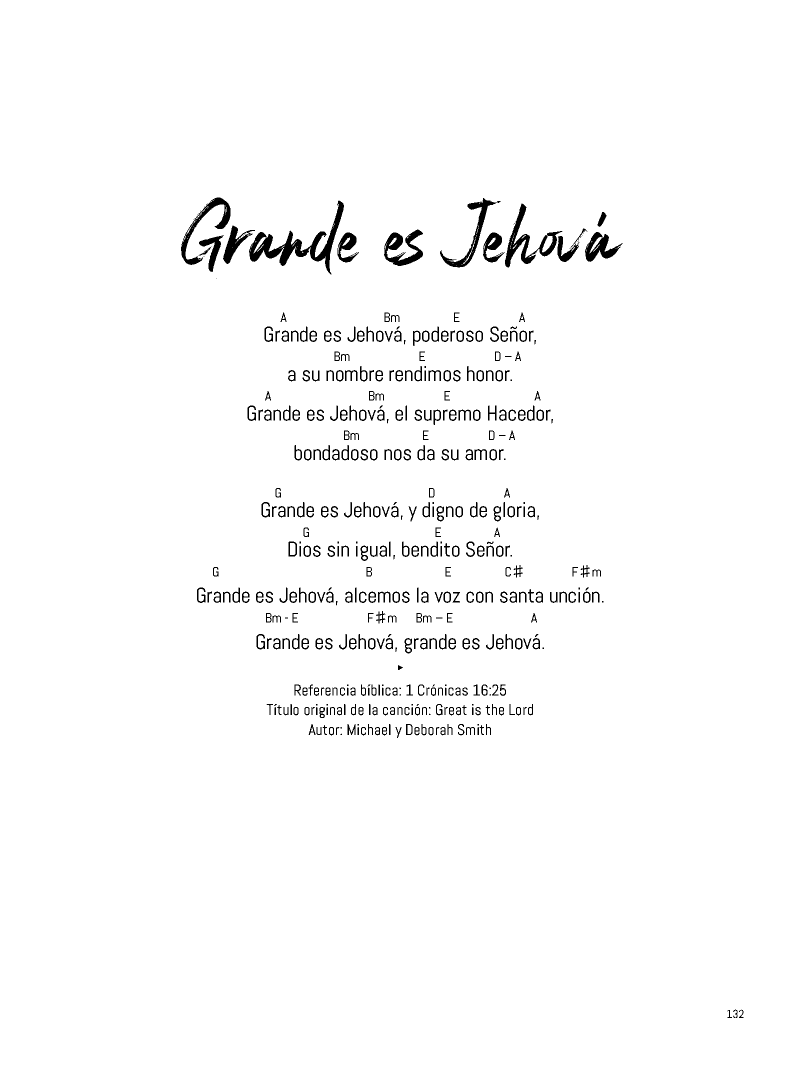 Grande es Jehová
A Bm E A
Grande es Jehová, poderoso Señor,
Bm E D – A
a su nombre rendimos honor.
A Bm E A
Grande es Jehová, el supremo Hacedor,
Bm E D – A
bondadoso nos da su amor.
G D A
Grande es Jehová, y digno de gloria,
G E A
Dios sin igual, bendito Señor.
G B E C♯ F♯m
Grande es Jehová, alcemos la voz con santa unción.
Bm - E F♯m Bm – E A
Grande es Jehová, grande es Jehová.
Referencia bíblica: 1 Crónicas 16:25
Título original de la canción: Great is the Lord
Autor: Michael y Deborah Smith
132